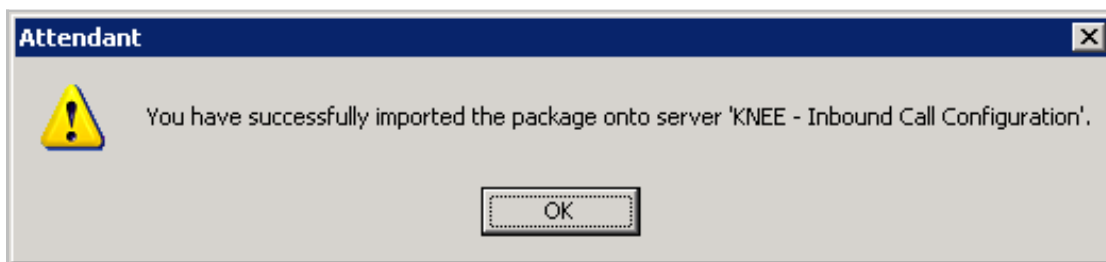 Attendant
You have successfully imported the package onto server 'KNEE - Inbound Call Configuration'.
OK